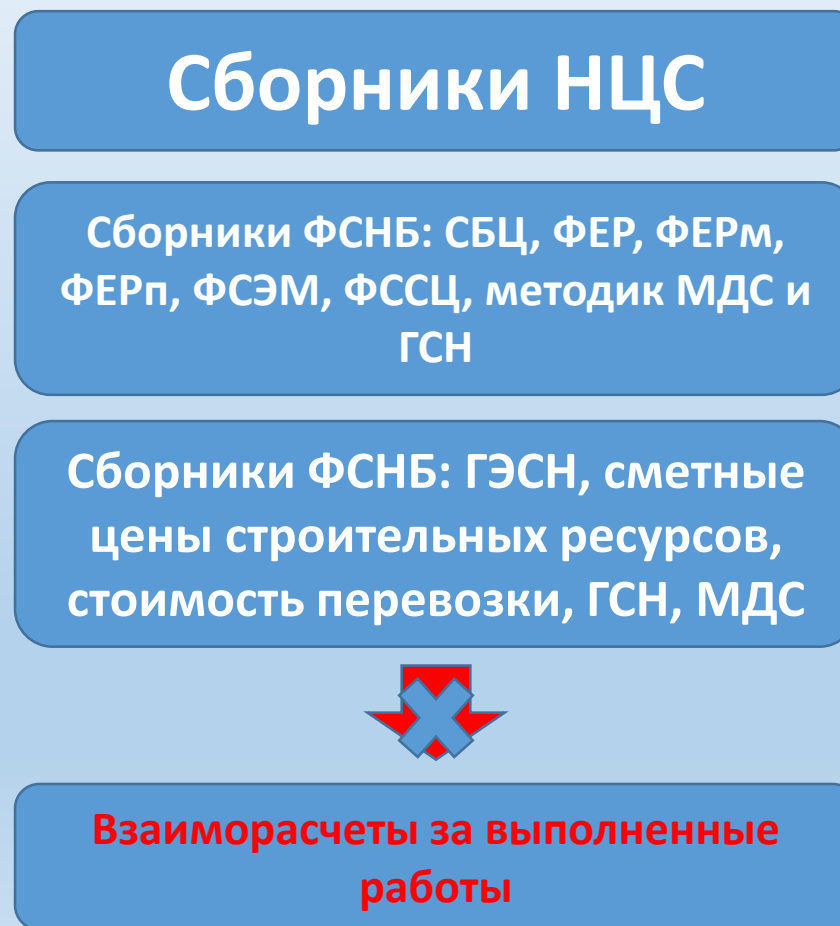 Сборники НЦС
Сборники ФСНБ: СБЦ, ФЕР, ФЕРм,
ФЕРп, ФСЭМ, ФССЦ, методик МДС и
ГСН
Сборники ФСНБ: ГЭСН, сметные
цены строительных ресурсов,
стоимость перевозки, ГСН, МДС
Взаиморасчеты за выполненные
работы